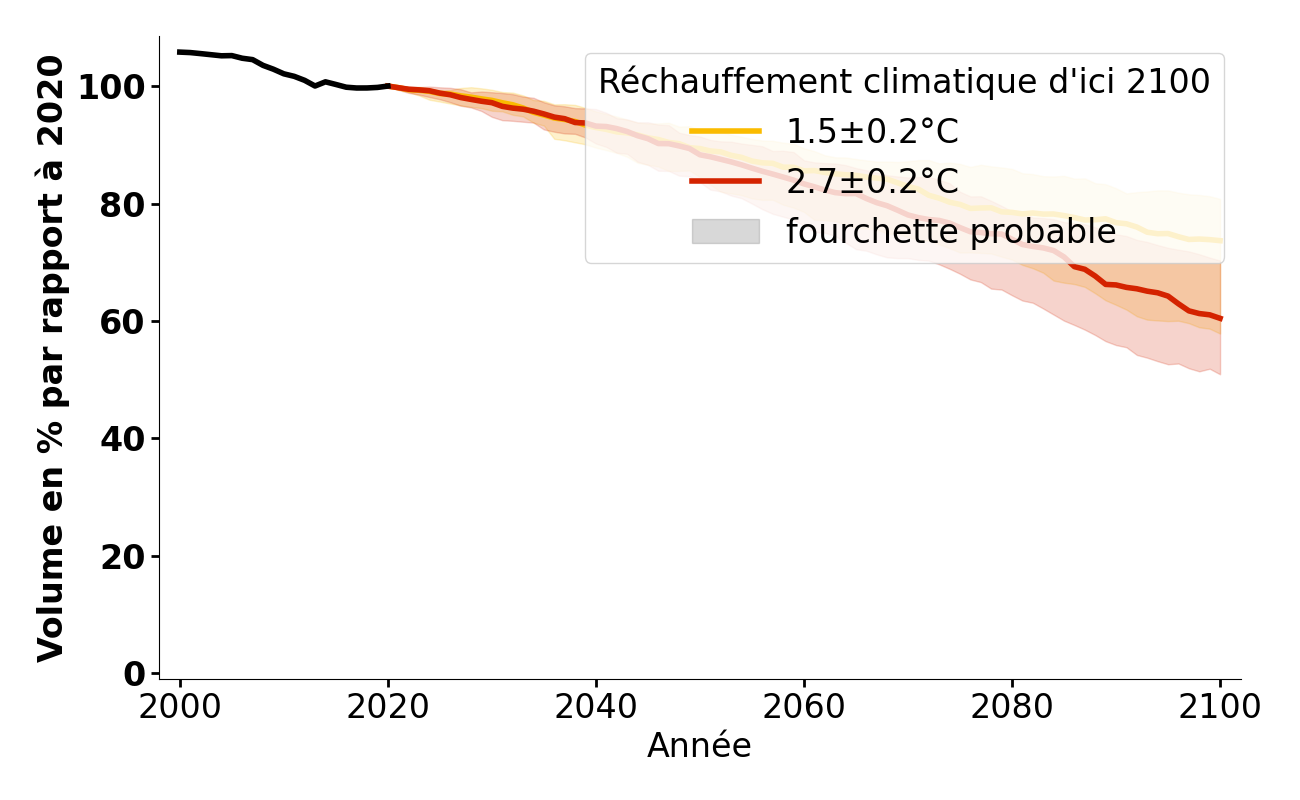 Volume en % par rapport à 2020
100
80
60
40
20
0
Réchauffement climatique d'ici 2100
1.5±0.2°C
2.7±0.2°C
fourchette probable
2000 2020 2040 2060 2080 2100
Année